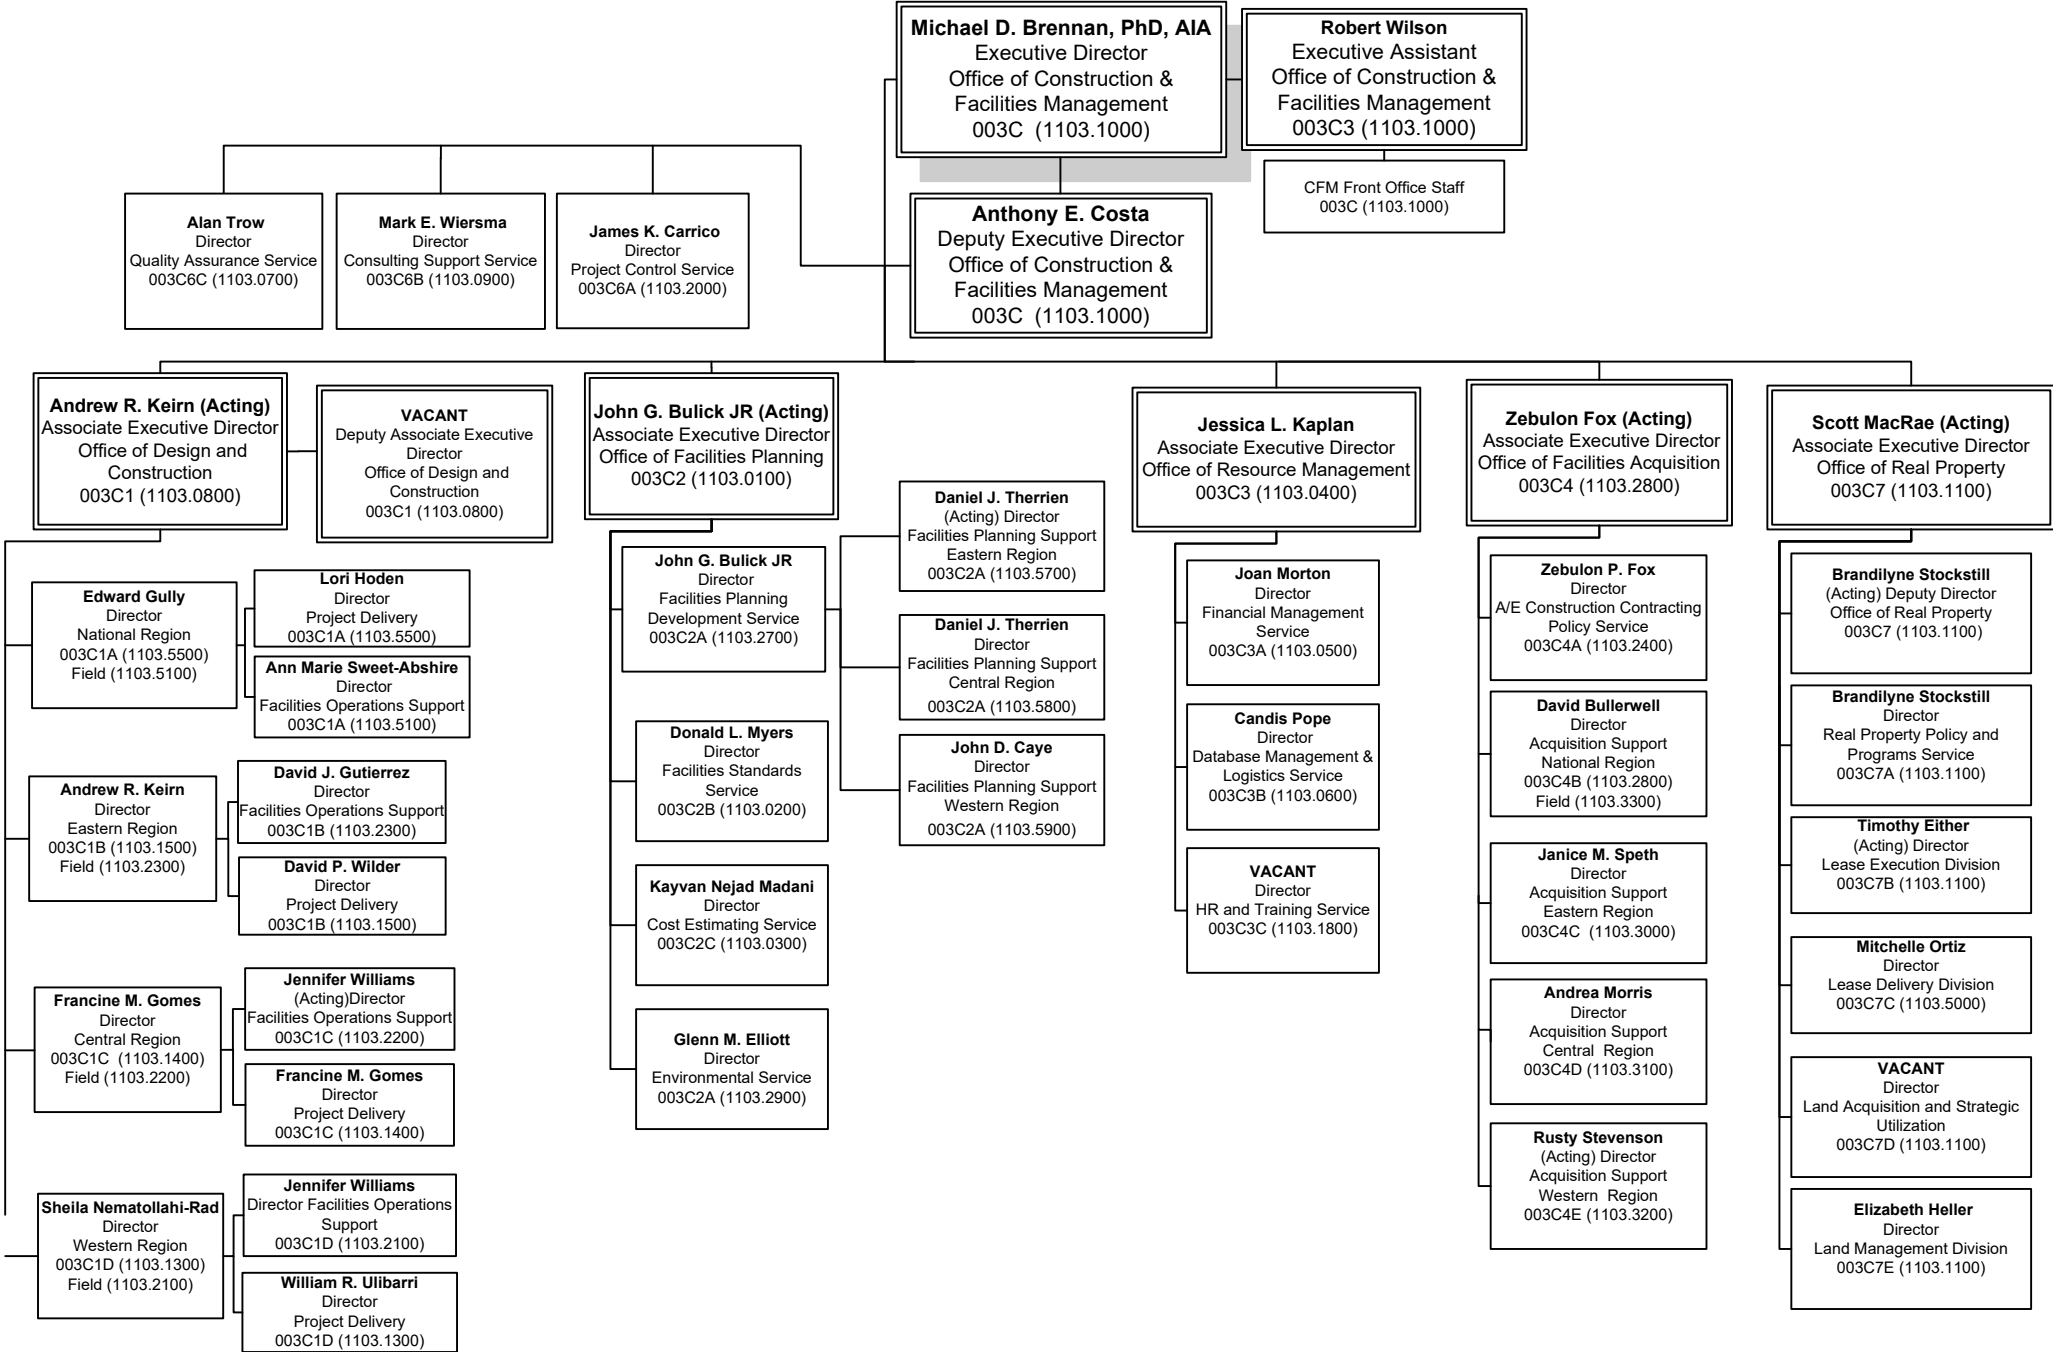 Michael D. Brennan, PhD, AIA
Executive Director
Office of Construction &
Facilities Management
003C  (1103.1000)
Robert Wilson
Executive Assistant
Office of Construction &
Facilities Management
003C3 (1103.1000)
CFM Front Office Staff
003C (1103.1000)
Alan Trow
Director
Quality Assurance Service
003C6C (1103.0700)
Mark E. Wiersma
Director
Consulting Support Service
003C6B (1103.0900)
James K. Carrico
Director
Project Control Service
003C6A (1103.2000)
Anthony E. Costa
Deputy Executive Director
Office of Construction &
Facilities Management
003C  (1103.1000)
Andrew R. Keirn (Acting)
Associate Executive Director
Office of Design and
Construction
003C1 (1103.0800)
VACANT
Deputy Associate Executive
Director
Office of Design and
Construction
003C1 (1103.0800)
Edward Gully
Director
National Region
003C1A (1103.5500)
Field (1103.5100)
Lori Hoden
Director
Project Delivery
003C1A (1103.5500)
Ann Marie Sweet-Abshire
Director
Facilities Operations Support
003C1A (1103.5100)
Andrew R. Keirn
Director
Eastern Region
003C1B (1103.1500)
Field (1103.2300)
David J. Gutierrez
Director
Facilities Operations Support
003C1B (1103.2300)
David P. Wilder
Director
Project Delivery
003C1B (1103.1500)
Francine M. Gomes
Director
Central Region
003C1C  (1103.1400)
Field (1103.2200)
Jennifer Williams
(Acting)Director
Facilities Operations Support
003C1C (1103.2200)
Francine M. Gomes
Director
Project Delivery
003C1C (1103.1400)
Sheila Nematollahi-Rad
Director
Western Region
003C1D (1103.1300)
Field (1103.2100)
Jennifer Williams
Director Facilities Operations
Support
003C1D (1103.2100)
William R. Ulibarri
Director
Project Delivery
003C1D (1103.1300)
John G. Bulick JR (Acting)
Associate Executive Director
Office of Facilities Planning
003C2 (1103.0100)
John G. Bulick JR
Director
Facilities Planning
Development Service
003C2A (1103.2700)
Daniel J. Therrien
(Acting) Director
Facilities Planning Support
Eastern Region
003C2A (1103.5700)
Daniel J. Therrien
Director
Facilities Planning Support
Central Region
003C2A (1103.5800)
John D. Caye
Director
Facilities Planning Support
Western Region
003C2A (1103.5900)
Donald L. Myers
Director
Facilities Standards
Service
003C2B (1103.0200)
Kayvan Nejad Madani
Director
Cost Estimating Service
003C2C (1103.0300)
Glenn M. Elliott
Director
Environmental Service
003C2A (1103.2900)
Jessica L. Kaplan
Associate Executive Director
Office of Resource Management
003C3 (1103.0400)
Joan Morton
Director
Financial Management
Service
003C3A (1103.0500)
Candis Pope
Director
Database Management &
Logistics Service
003C3B (1103.0600)
VACANT
Director
HR and Training Service
003C3C (1103.1800)
Zebulon Fox (Acting)
Associate Executive Director
Office of Facilities Acquisition
003C4 (1103.2800)
Zebulon P. Fox
Director
A/E Construction Contracting
Policy Service
003C4A (1103.2400)
David Bullerwell
Director
Acquisition Support
National Region
003C4B (1103.2800)
Field (1103.3300)
Janice M. Speth
Director
Acquisition Support
Eastern Region
003C4C  (1103.3000)
Andrea Morris
Director
Acquisition Support
Central  Region
003C4D (1103.3100)
Rusty Stevenson
(Acting) Director
Acquisition Support
Western  Region
003C4E (1103.3200)
Scott MacRae (Acting)
Associate Executive Director
Office of Real Property
003C7 (1103.1100)
Brandilyne Stockstill
(Acting) Deputy Director
Office of Real Property
003C7 (1103.1100)
Brandilyne Stockstill
Director
Real Property Policy and
Programs Service
003C7A (1103.1100)
Timothy Either
(Acting) Director
Lease Execution Division
003C7B (1103.1100)
Mitchelle Ortiz
Director
Lease Delivery Division
003C7C (1103.5000)
VACANT
Director
Land Acquisition and Strategic
Utilization
003C7D (1103.1100)
Elizabeth Heller
Director
Land Management Division
003C7E (1103.1100)